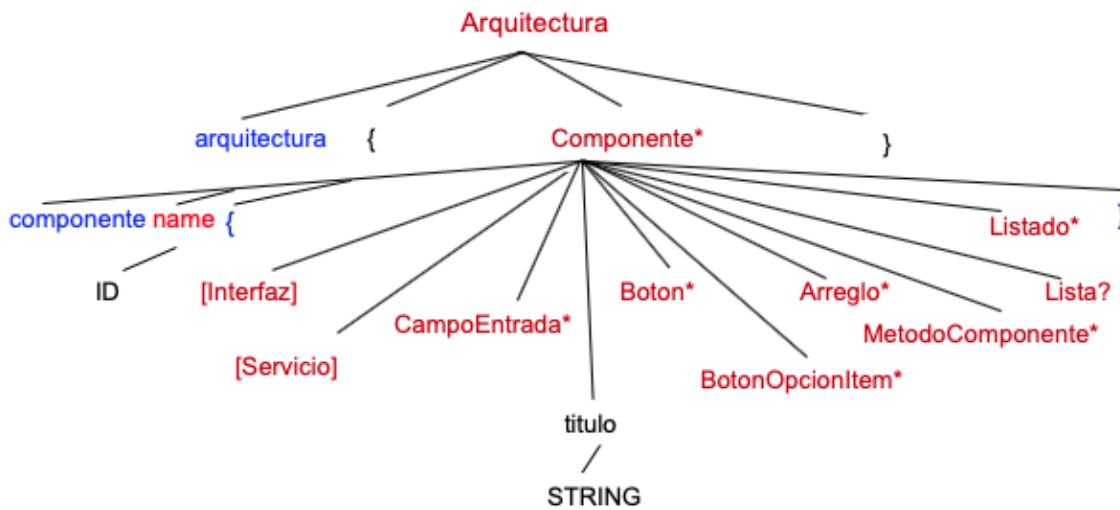 Arquitectura
arquitectura { Componente* }
componente name { Listado* }
ID [Interfaz] Boton* Arreglo* Lista?
CampoEntrada* MetodoComponente*
[Servicio] BotonOpcionItem*
titulo
STRING